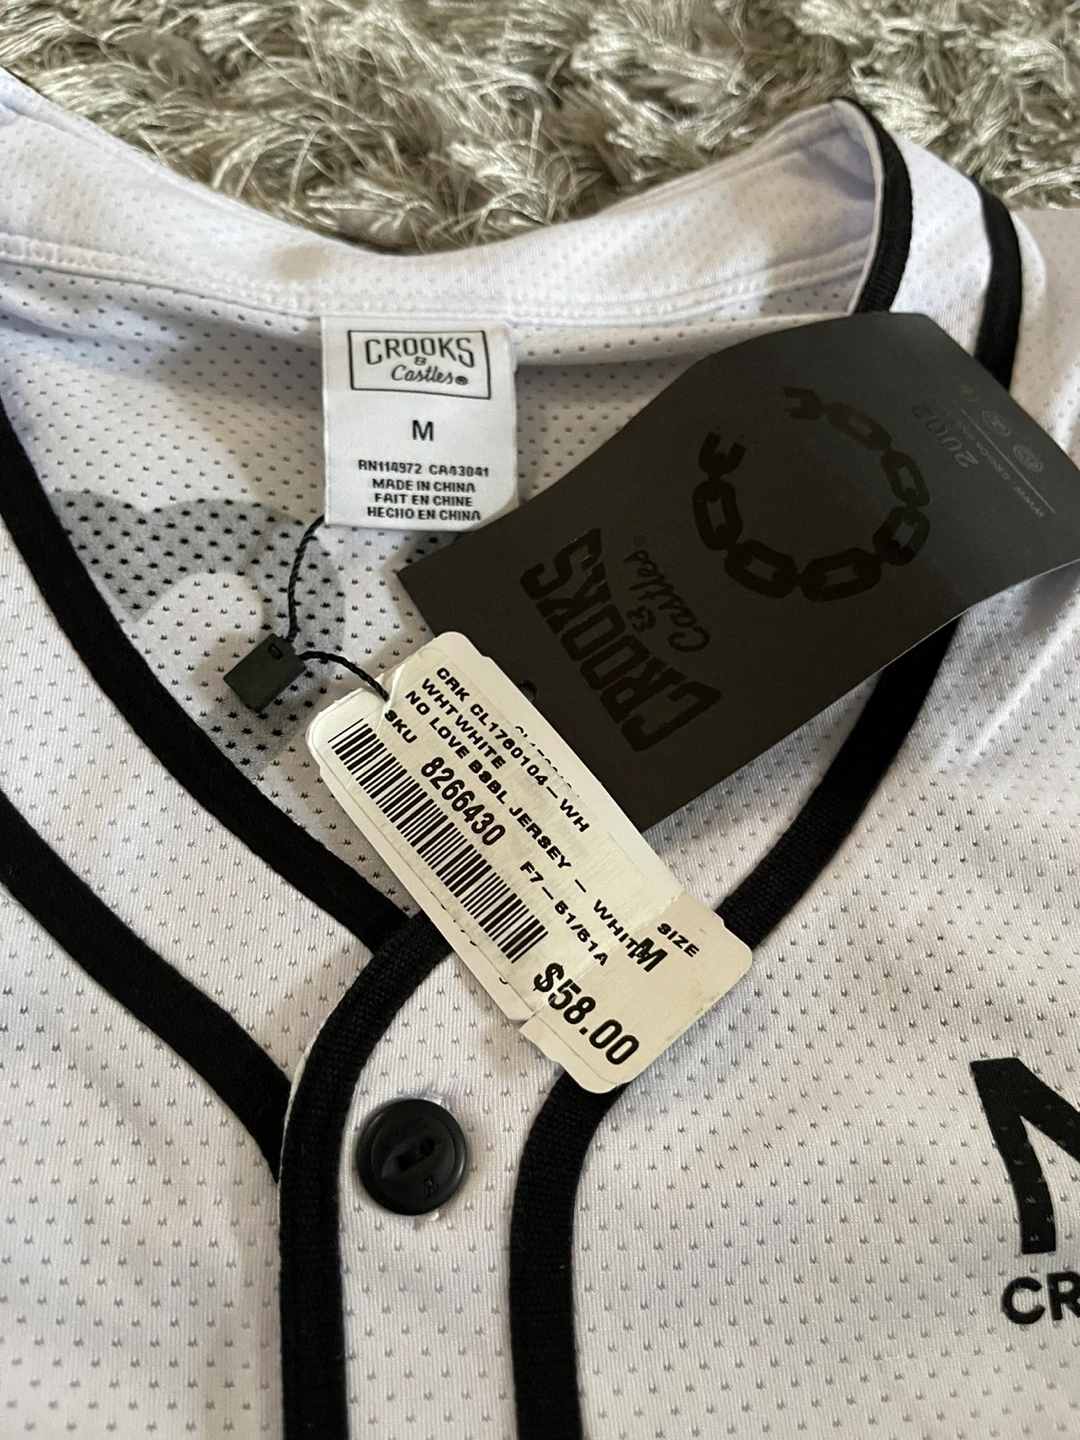 CROOKS
&
Castles®
M
RN114972 CA43041
MADE IN CHINA
FAIT EN CHINE
HECHO EN CHINA
2002
CROOKS
&
Castles®
CRK CL1760104-WH
WHTWHITE
NO LOVE BSBL JERSEY - WHITE
SKU 8266430 F7-51/51A
SIZE
M
$58.00
N
CR